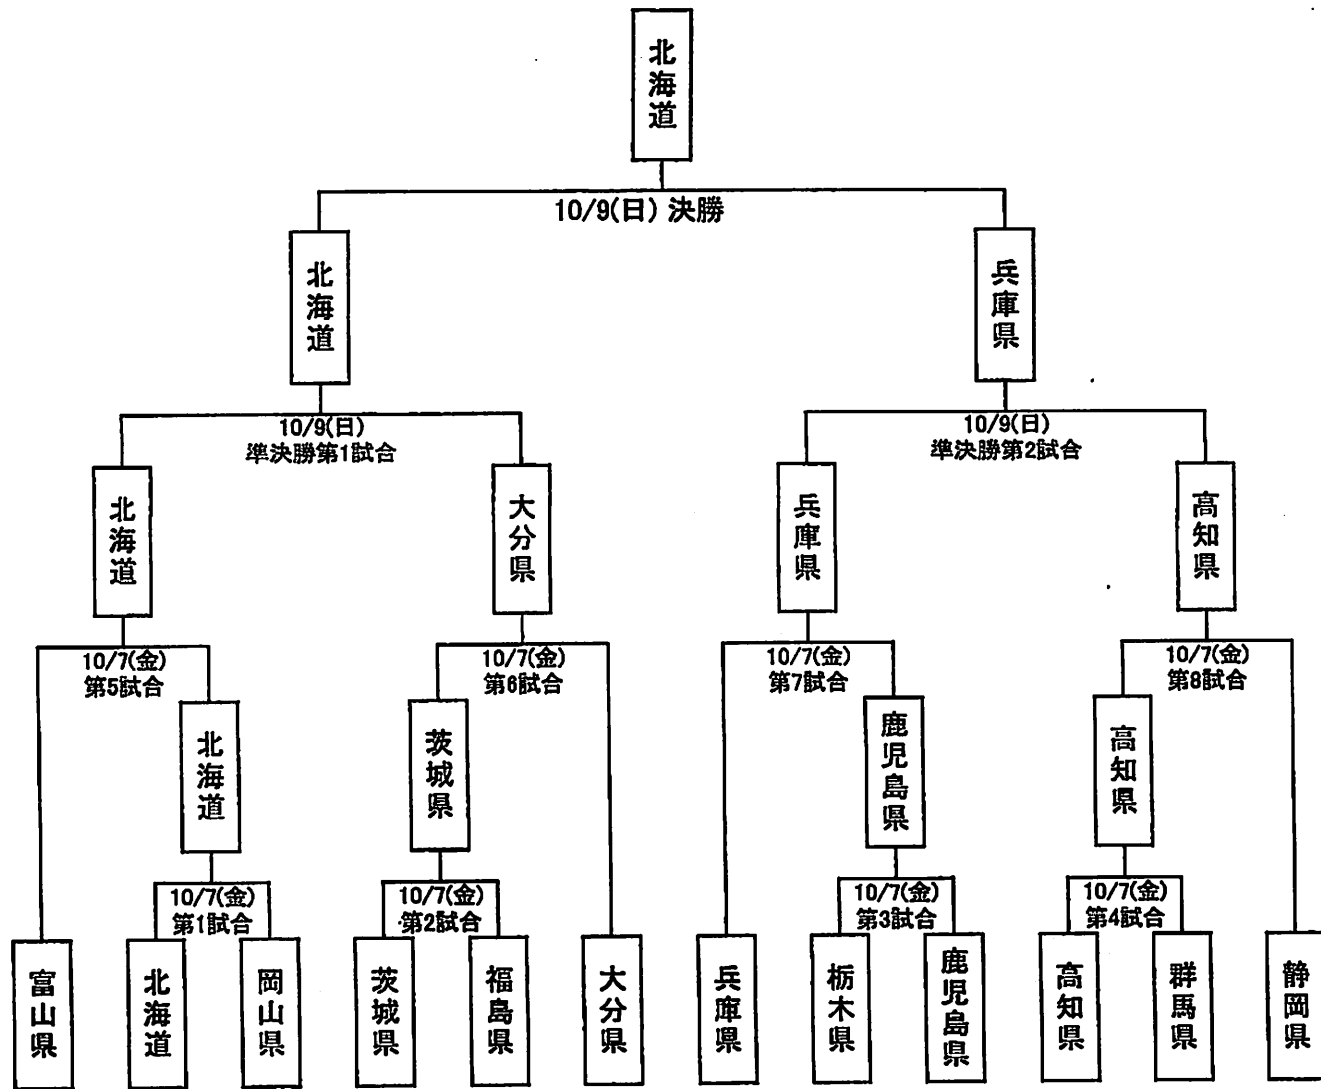 北海道
10/9(日) 決勝
北海道
兵庫県
10/9(日)
準決勝第1試合
10/9(日)
準決勝第2試合
北海道
大分県
兵庫県
高知県
10/7(金)
第5試合
10/7(金)
第6試合
10/7(金)
第7試合
10/7(金)
第8試合
北海道
茨城県
鹿児島県
高知県
10/7(金)
第1試合
10/7(金)
第2試合
10/7(金)
第3試合
10/7(金)
第4試合
富山県
北海道
岡山県
茨城県
福島県
大分県
兵庫県
栃木県
鹿児島県
高知県
群馬県
静岡県